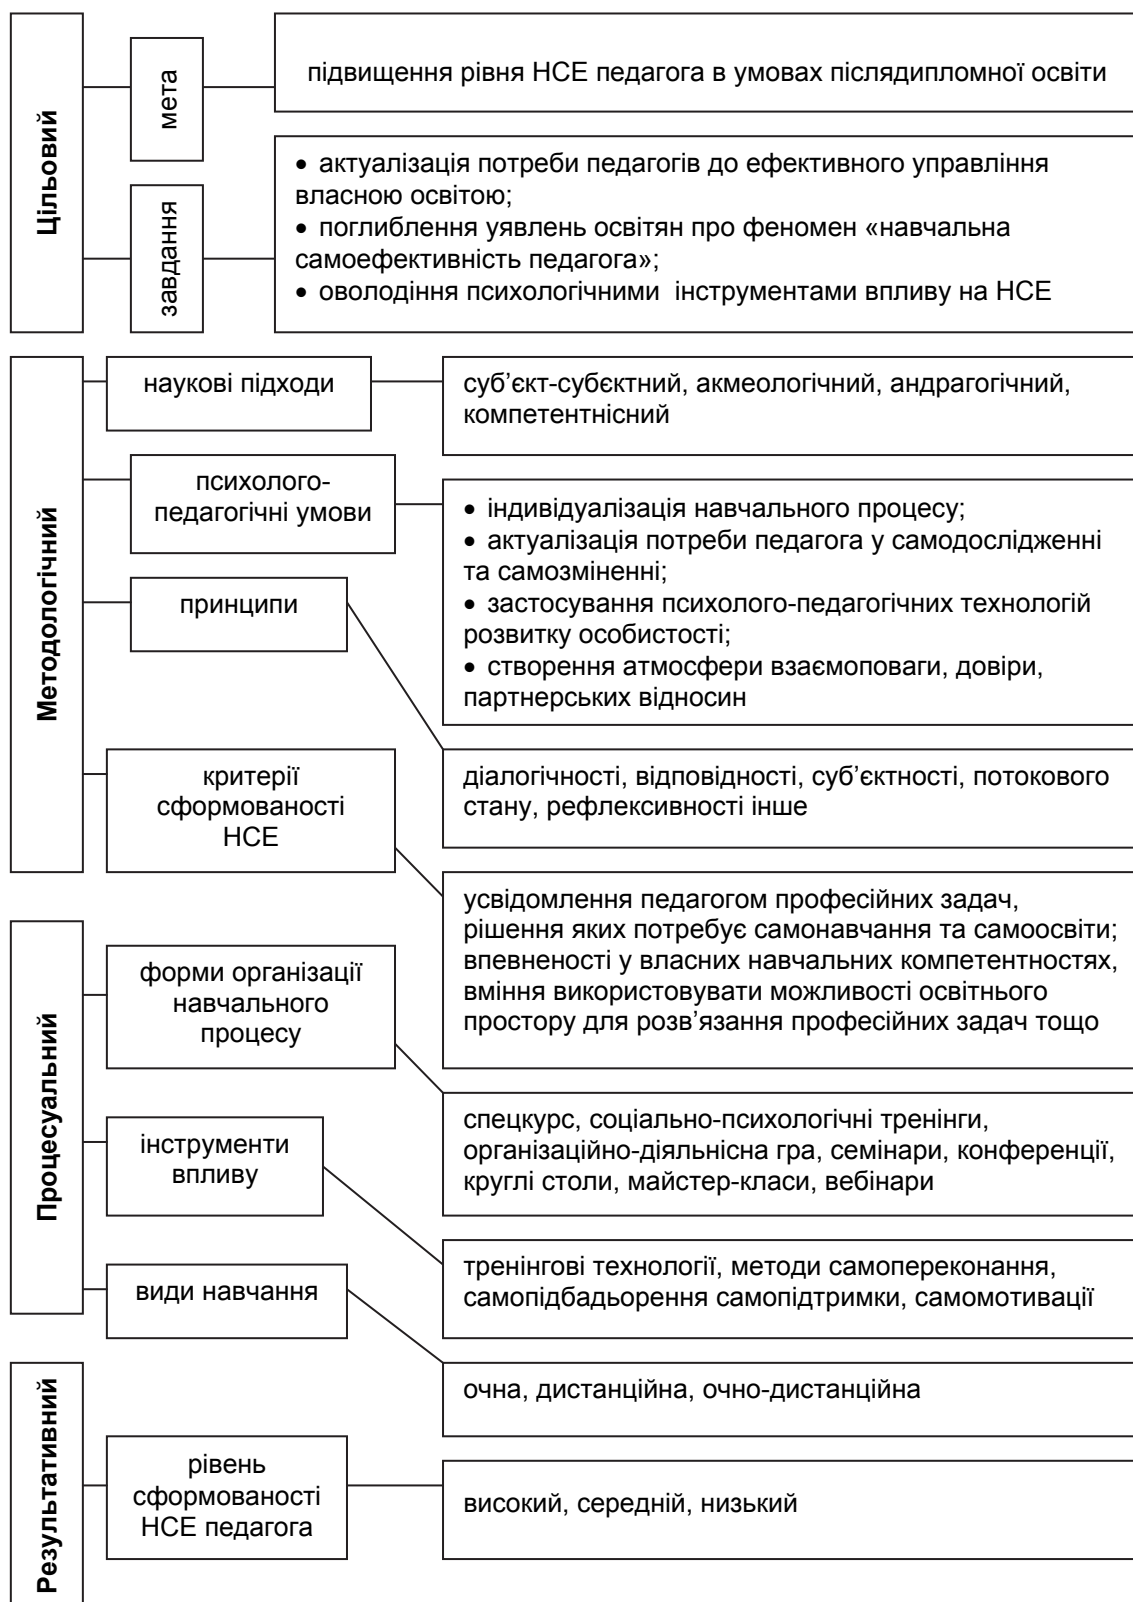 Цільовий
мета
підвищення рівня НСЕ педагога в умовах післядипломної освіти
завдання
• актуалізація потреби педагогів до ефективного управління
власною освітою;
• поглиблення уявлень освітян про феномен «навчальна
самоефективність педагога»;
• оволодіння психологічними інструментами впливу на НСЕ
Методологічний
наукові підходи
суб’єкт-субєктний, акмеологічний, андрагогічний,
компетентнісний
психолого-
педагогічні умови
• індивідуалізація навчального процесу;
• актуалізація потреби педагога у самодослідженні
та самозміненні;
• застосування психолого-педагогічних технологій
розвитку особистості;
• створення атмосфери взаємоповаги, довіри,
партнерських відносин
принципи
діалогічності, відповідності, суб’єктності, потокового
стану, рефлексивності інше
критерії
сформованості
НСЕ
усвідомлення педагогом професійних задач,
рішення яких потребує самонавчання та самоосвіти;
впевненості у власних навчальних компетентностях,
вміння використовувати можливості освітнього
простору для розв’язання професійних задач тощо
Процесуальний
форми організації
навчального
процесу
спецкурс, соціально-психологічні тренінги,
організаційно-діяльнісна гра, семінари, конференції,
круглі столи, майстер-класи, вебінари
інструменти
впливу
тренінгові технології, методи самопереконання,
самопідбадьорення самопідтримки, самомотивації
види навчання
очна, дистанційна, очно-дистанційна
Результативний
рівень
сформованості
НСЕ педагога
високий, середній, низький